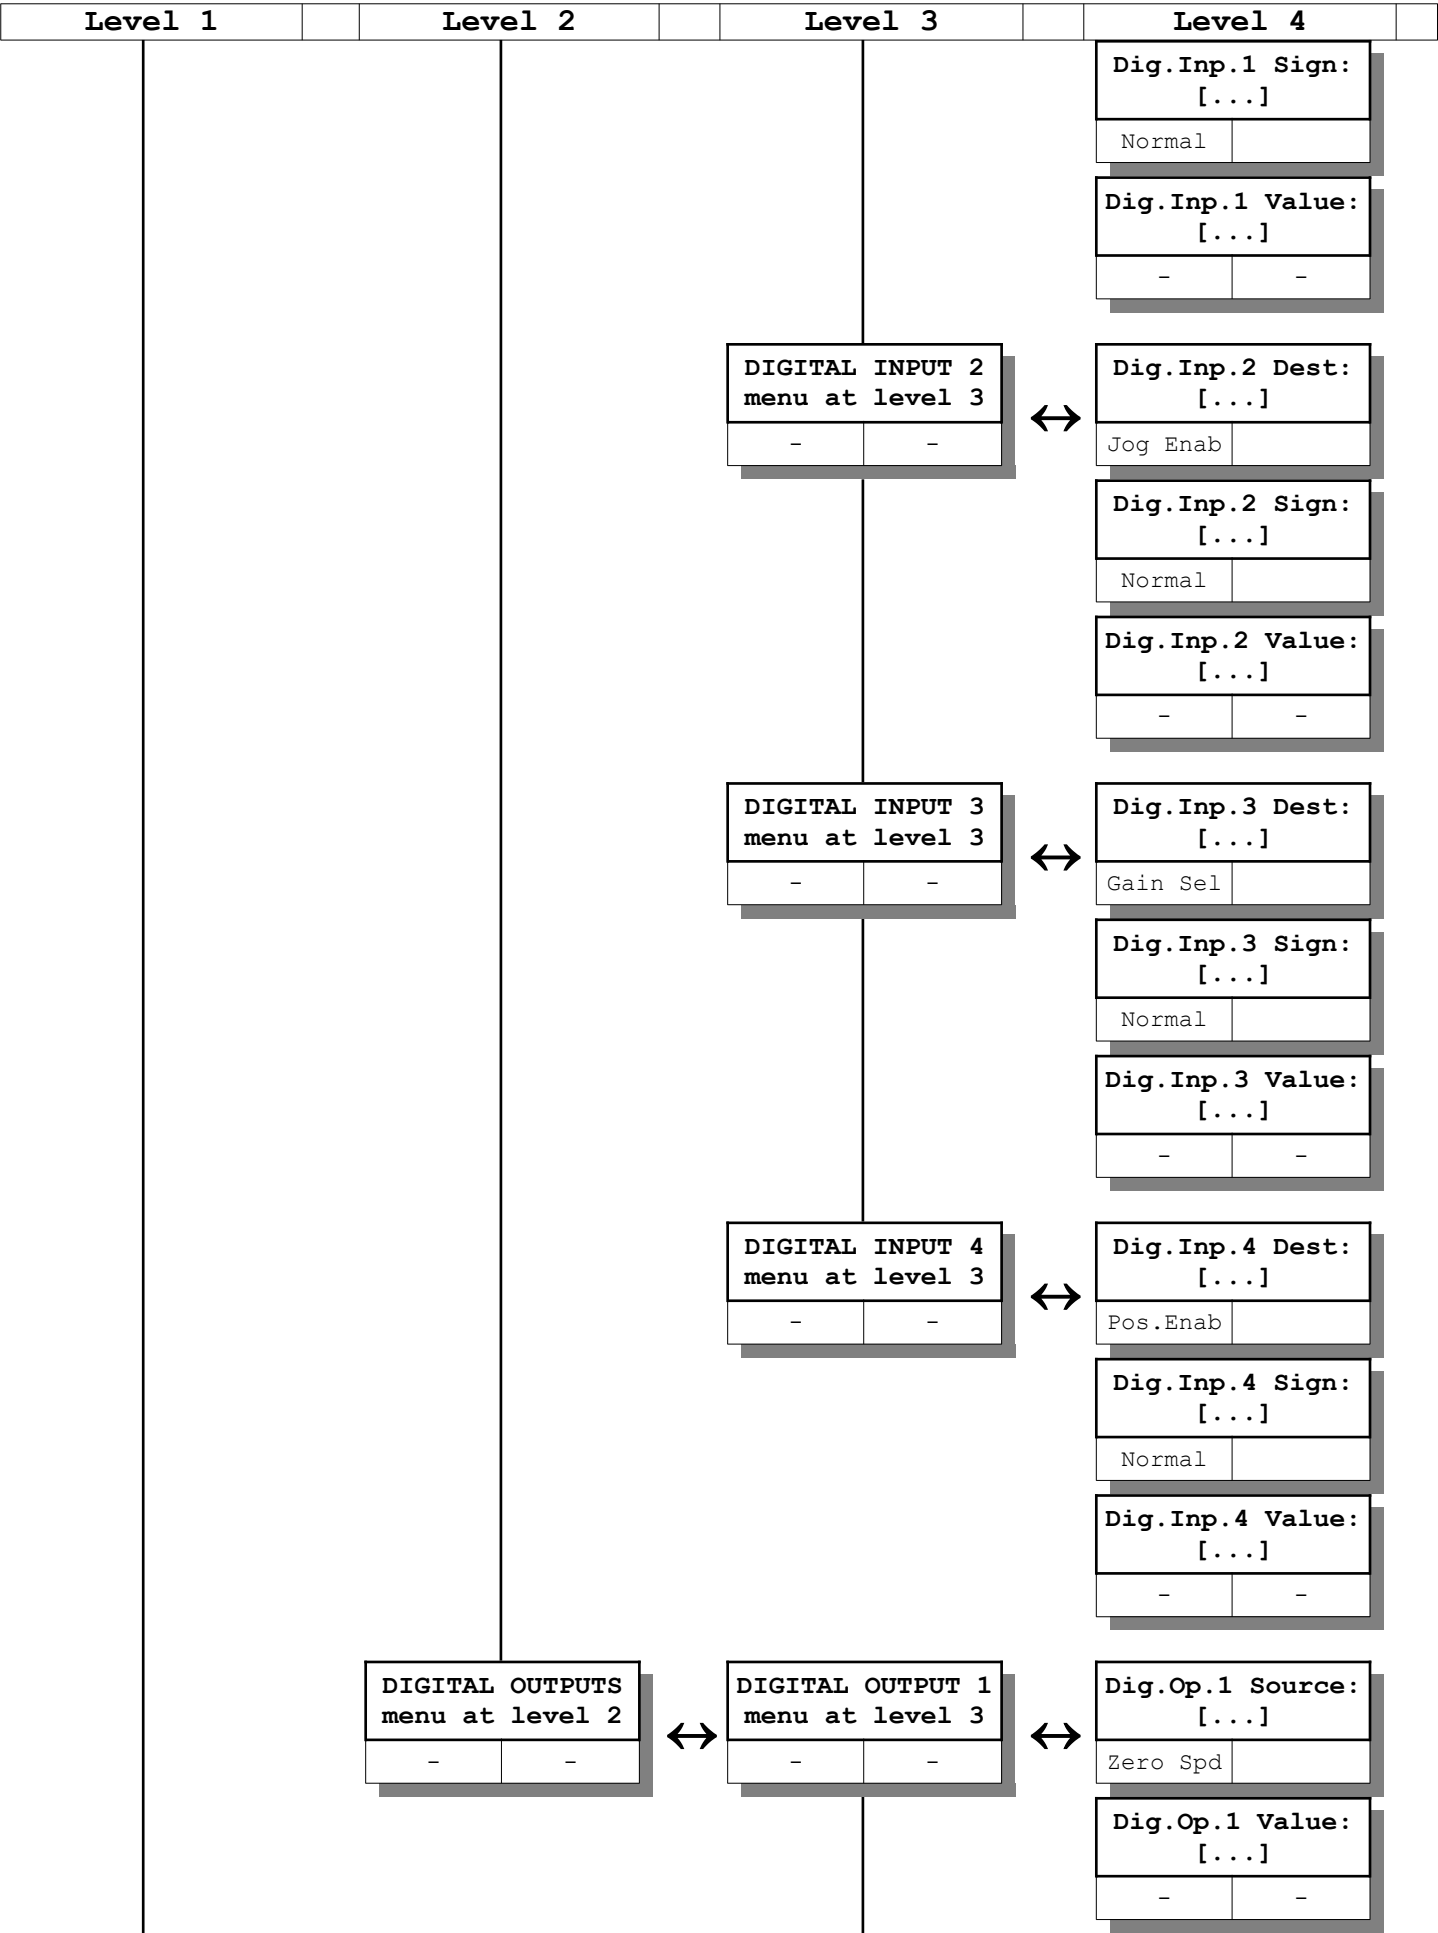 Level 1 Level 2 Level 3 Level 4
Dig.Inp.1 Sign:
[...]
Normal
Dig.Inp.1 Value:
[...]
- -
DIGITAL INPUT 2
menu at level 3
- -
Dig.Inp.2 Dest:
[...]
Jog Enab
Dig.Inp.2 Sign:
[...]
Normal
Dig.Inp.2 Value:
[...]
- -
DIGITAL INPUT 3
menu at level 3
- -
Dig.Inp.3 Dest:
[...]
Gain Sel
Dig.Inp.3 Sign:
[...]
Normal
Dig.Inp.3 Value:
[...]
- -
DIGITAL INPUT 4
menu at level 3
- -
Dig.Inp.4 Dest:
[...]
Pos.Enab
Dig.Inp.4 Sign:
[...]
Normal
Dig.Inp.4 Value:
[...]
- -
DIGITAL OUTPUTS
menu at level 2
- -
DIGITAL OUTPUT 1
menu at level 3
- -
Dig.Op.1 Source:
[...]
Zero Spd
Dig.Op.1 Value:
[...]
- -